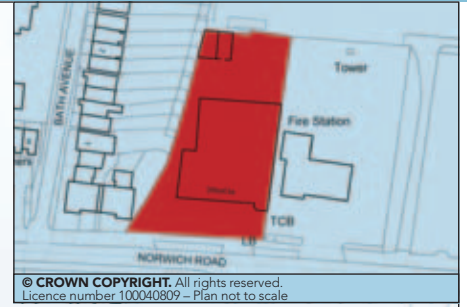 BATH AVENUE
Tower
Fire Station
TCB
LB
NORWICH ROAD
© CROWN COPYRIGHT. All rights reserved.
Licence number 100040809 – Plan not to scale